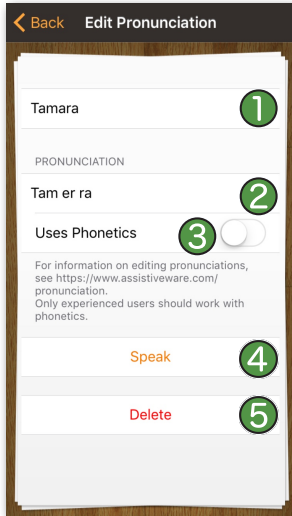 Back Edit Pronunciation
Tamara 1
PRONUNCIATION
Tam er ra 2
Uses Phonetics 3
For information on editing pronunciations,
see https://www.assistiveware.com/
pronunciation.
Only experienced users should work with
phonetics.
Speak 4
Delete 5